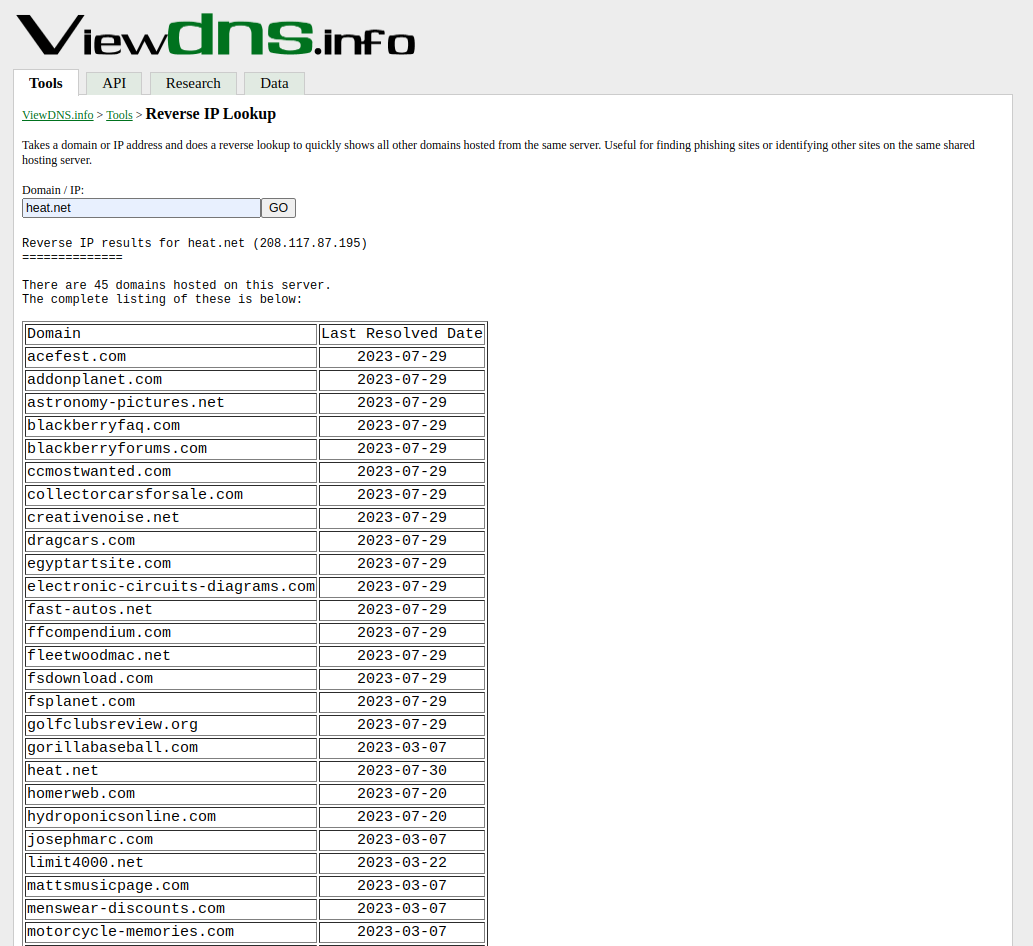 Viewdns.info
Tools API Research Data
ViewDNS.info > Tools > Reverse IP Lookup
Takes a domain or IP address and does a reverse lookup to quickly shows all other domains hosted from the same server. Useful for finding phishing sites or identifying other sites on the same shared
hosting server.
Domain / IP:
heat.net GO
Reverse IP results for heat.net (208.117.87.195)
==============
There are 45 domains hosted on this server.
The complete listing of these is below:
Domain Last Resolved Date
acefest.com 2023-07-29
addonplanet.com 2023-07-29
astronomy-pictures.net 2023-07-29
blackberryfaq.com 2023-07-29
blackberryforums.com 2023-07-29
ccmostwanted.com 2023-07-29
collectorcarsforsale.com 2023-07-29
creativenoise.net 2023-07-29
dragcars.com 2023-07-29
egyptartsite.com 2023-07-29
electronic-circuits-diagrams.com 2023-07-29
fast-autos.net 2023-07-29
ffcompendium.com 2023-07-29
fleetwoodmac.net 2023-07-29
fsdownload.com 2023-07-29
fsplanet.com 2023-07-29
golfclubsreview.org 2023-07-29
gorillabaseball.com 2023-03-07
heat.net 2023-07-30
homerweb.com 2023-07-20
hydroponicsonline.com 2023-07-20
josephmarc.com 2023-03-07
limit4000.net 2023-03-22
mattsmusicpage.com 2023-03-07
menswear-discounts.com 2023-03-07
motorcycle-memories.com 2023-03-07